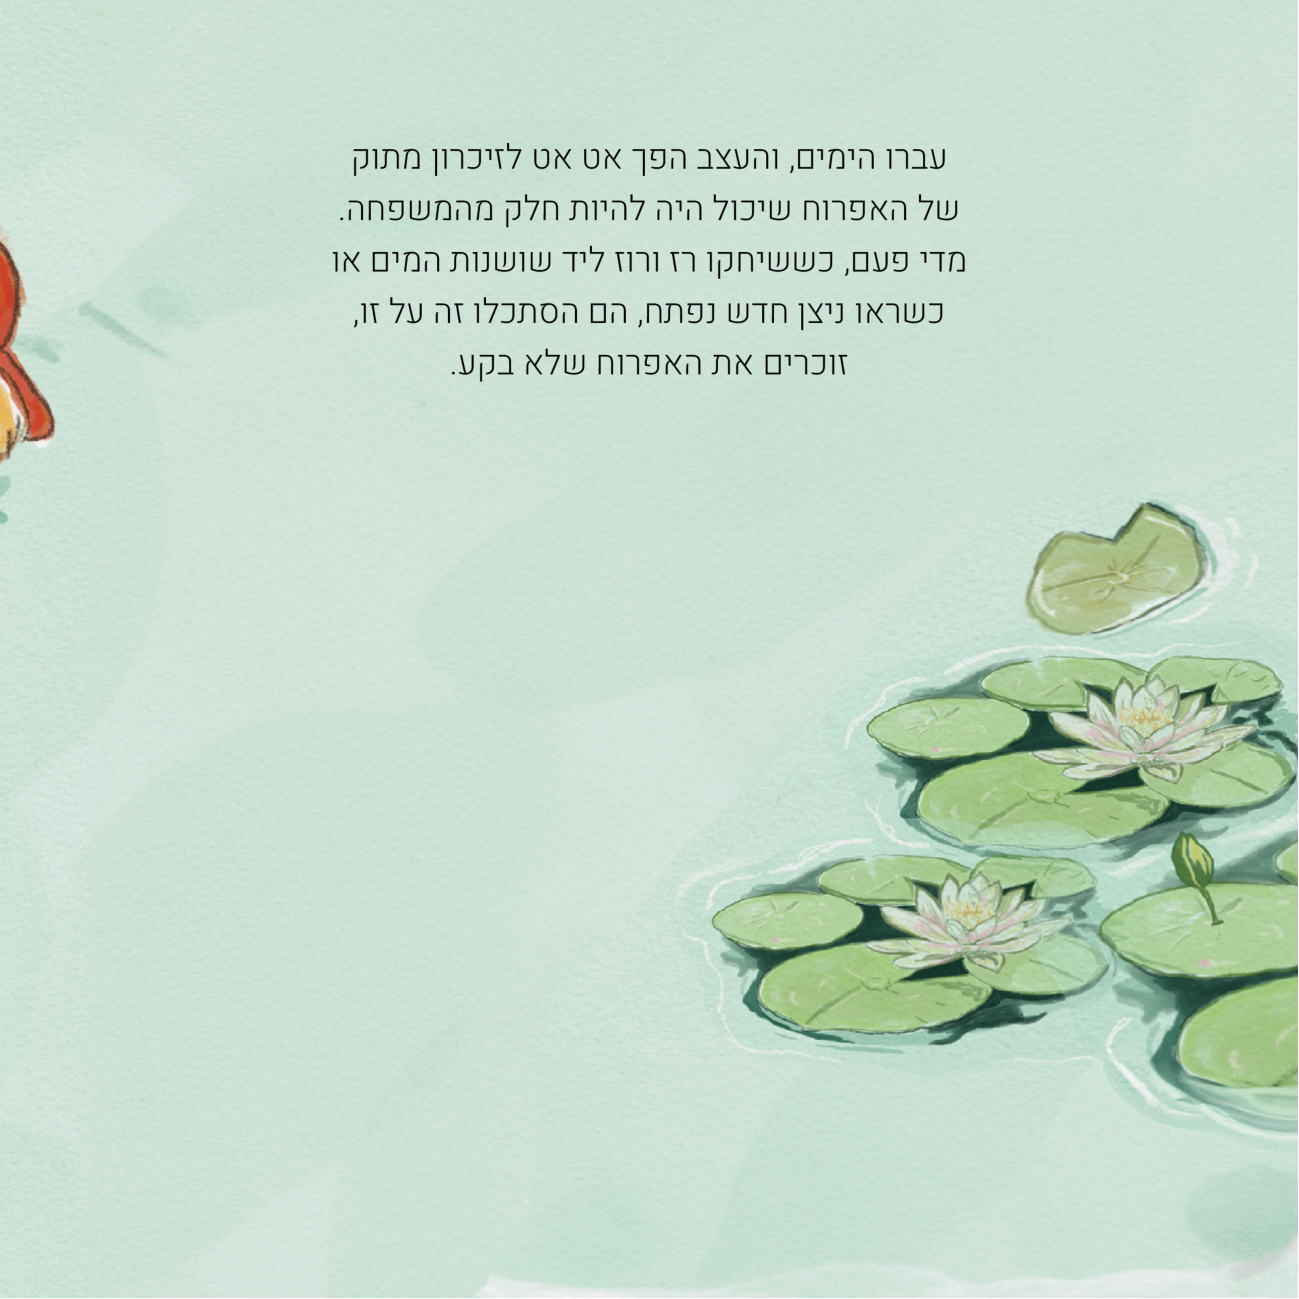 עברו הימים, והעצב הפך אט אט לזיכרון מתוק
של האפרוח שיכול היה להיות חלק מהמשפחה.
מדי פעם, כששיחקו רז ורוז ליד שושנות המים או
כשראו ניצן חדש נפתח, הם הסתכלו זה על זו,
זוכרים את האפרוח שלא בקע.